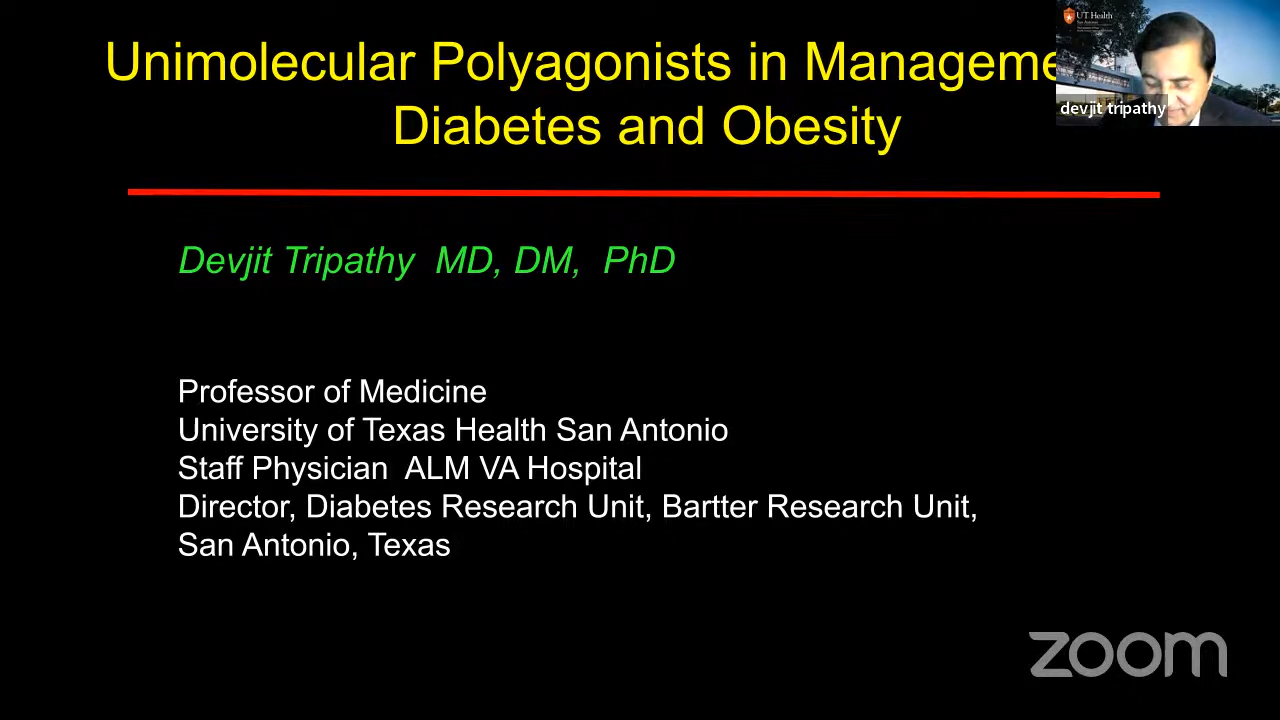 Unimolecular Polyagonists in Manageme
Diabetes and Obesity
UT Health
San Antonio
devjit tripathy
Devjit Tripathy MD, DM, PhD
Professor of Medicine
University of Texas Health San Antonio
Staff Physician ALM VA Hospital
Director, Diabetes Research Unit, Bartter Research Unit,
San Antonio, Texas
zoom